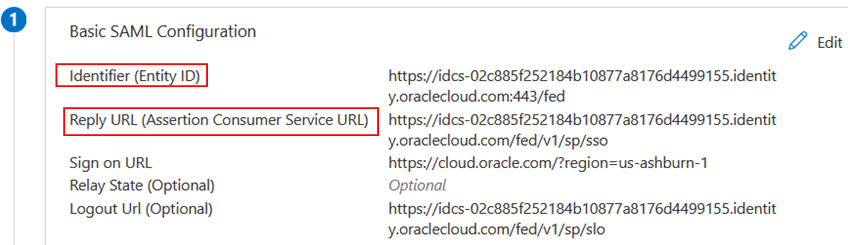 1
Basic SAML Configuration
Edit
Identifier (Entity ID) https://idcs-02c885f252184b10877a8176d4499155.identit
y.oraclecloud.com:443/fed
Reply URL (Assertion Consumer Service URL) https://idcs-02c885f252184b10877a8176d4499155.identit
y.oraclecloud.com/fed/v1/sp/sso
Sign on URL https://cloud.oracle.com/?region=us-ashburn-1
Relay State (Optional) Optional
Logout Url (Optional) https://idcs-02c885f252184b10877a8176d4499155.identit
y.oraclecloud.com/fed/v1/sp/slo